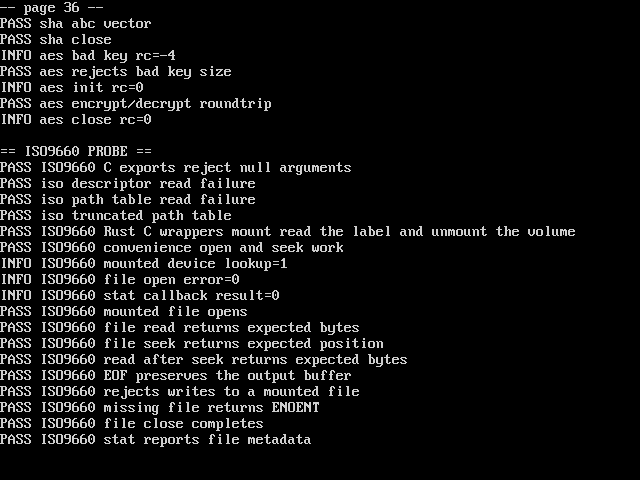 -- page 36 --
PASS sha abc vector
PASS sha close
INFO aes bad key rc=-4
PASS aes rejects bad key size
INFO aes init rc=0
PASS aes encrypt/decrypt roundtrip
INFO aes close rc=0
== ISO9660 PROBE ==
PASS ISO9660 C exports reject null arguments
PASS iso descriptor read failure
PASS iso path table read failure
PASS iso truncated path table
PASS ISO9660 Rust C wrappers mount read the label and unmount the volume
PASS ISO9660 convenience open and seek work
INFO ISO9660 mounted device lookup=1
INFO ISO9660 file open error=0
INFO ISO9660 stat callback result=0
PASS ISO9660 mounted file opens
PASS ISO9660 file read returns expected bytes
PASS ISO9660 file seek returns expected position
PASS ISO9660 read after seek returns expected bytes
PASS ISO9660 EOF preserves the output buffer
PASS ISO9660 rejects writes to a mounted file
PASS ISO9660 missing file returns ENOENT
PASS ISO9660 file close completes
PASS ISO9660 stat reports file metadata